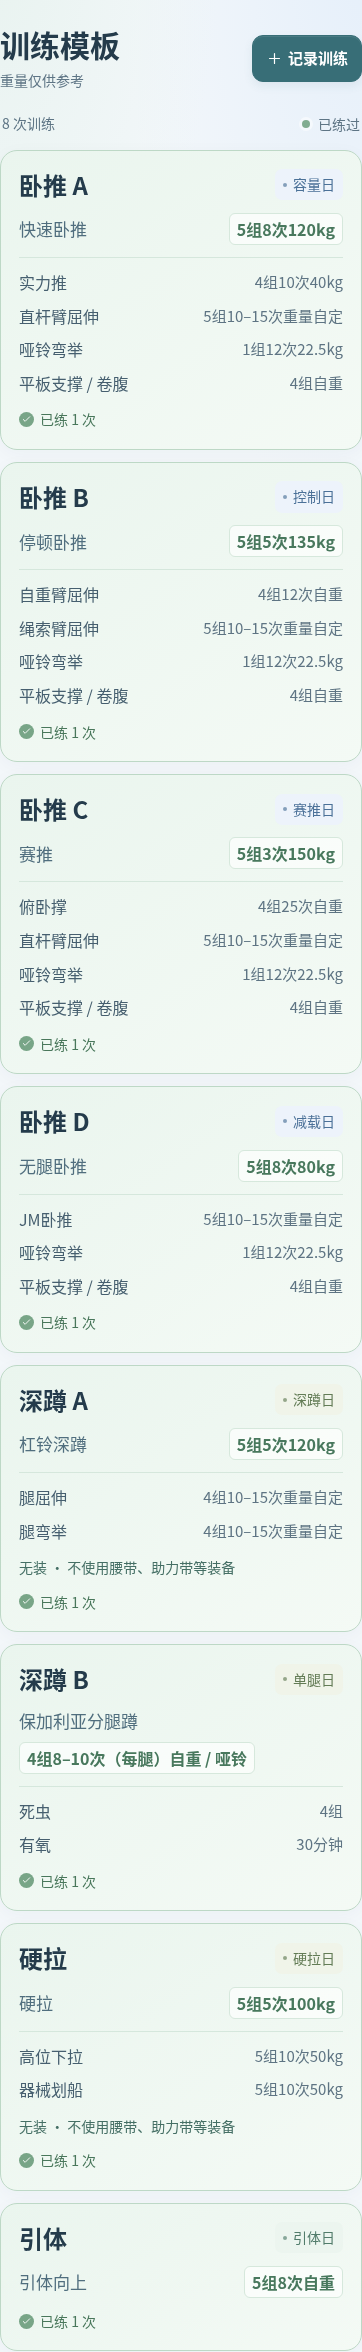 训练模板
＋ 记录训练
重量仅供参考
8 次训练
已练过
卧推 A
容量日
快速卧推
5组8次120kg
实力推
4组10次40kg
直杆臂屈伸
5组10–15次重量自定
哑铃弯举
1组12次22.5kg
平板支撑 / 卷腹
4组自重
已练 1 次
卧推 B
控制日
停顿卧推
5组5次135kg
自重臂屈伸
4组12次自重
绳索臂屈伸
5组10–15次重量自定
哑铃弯举
1组12次22.5kg
平板支撑 / 卷腹
4组自重
已练 1 次
卧推 C
赛推日
赛推
5组3次150kg
俯卧撑
4组25次自重
直杆臂屈伸
5组10–15次重量自定
哑铃弯举
1组12次22.5kg
平板支撑 / 卷腹
4组自重
已练 1 次
卧推 D
减载日
无腿卧推
5组8次80kg
JM卧推
5组10–15次重量自定
哑铃弯举
1组12次22.5kg
平板支撑 / 卷腹
4组自重
已练 1 次
深蹲 A
深蹲日
杠铃深蹲
5组5次120kg
腿屈伸
4组10–15次重量自定
腿弯举
4组10–15次重量自定
无装 · 不使用腰带、助力带等装备
已练 1 次
深蹲 B
单腿日
保加利亚分腿蹲
4组8–10次（每腿）自重 / 哑铃
死虫
4组
有氧
30分钟
已练 1 次
硬拉
硬拉日
硬拉
5组5次100kg
高位下拉
5组10次50kg
器械划船
5组10次50kg
无装 · 不使用腰带、助力带等装备
已练 1 次
引体
引体日
引体向上
5组8次自重
已练 1 次